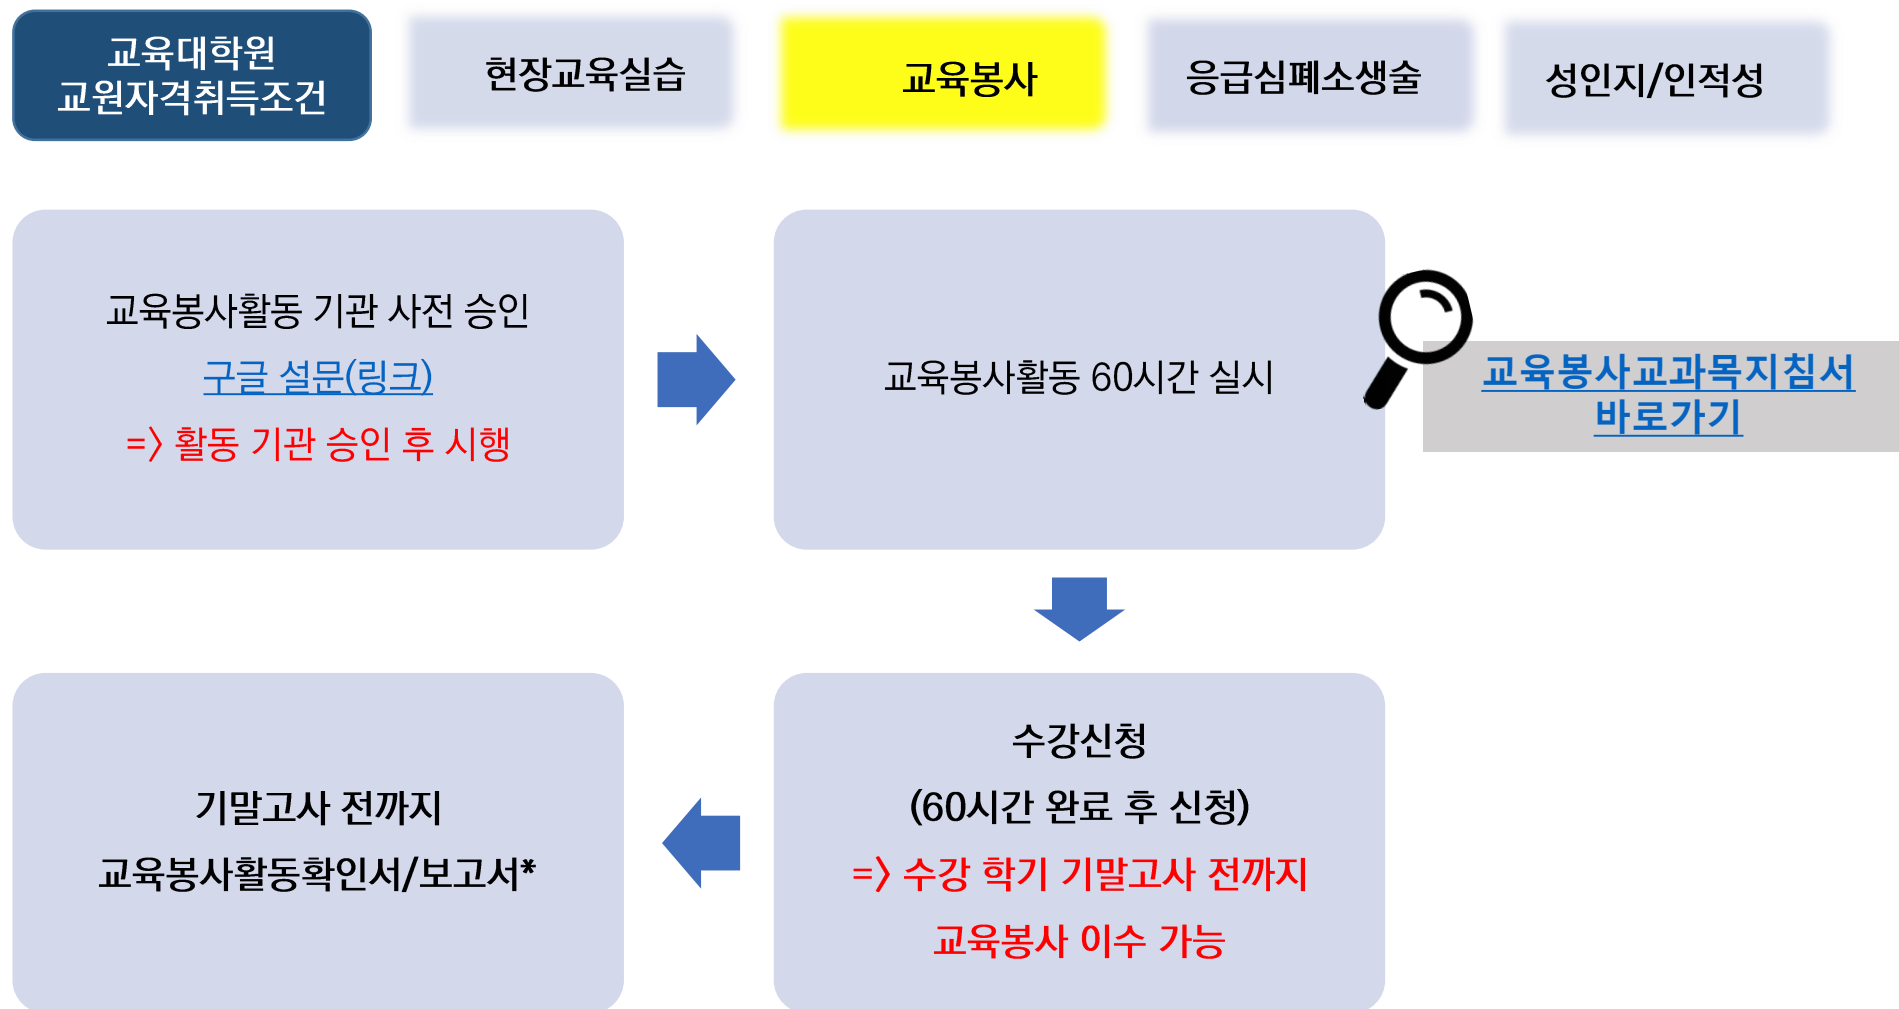 교육대학원
교원자격취득조건
현장교육실습
교육봉사
응급심폐소생술
성인지/인적성
교육봉사활동 기관 사전 승인
구글 설문(링크)
=> 활동 기관 승인 후 시행
교육봉사활동 60시간 실시
교육봉사교과목지침서
바로가기
수강신청
(60시간 완료 후 신청)
=> 수강 학기 기말고사 전까지
교육봉사 이수 가능
기말고사 전까지
교육봉사활동확인서/보고서*